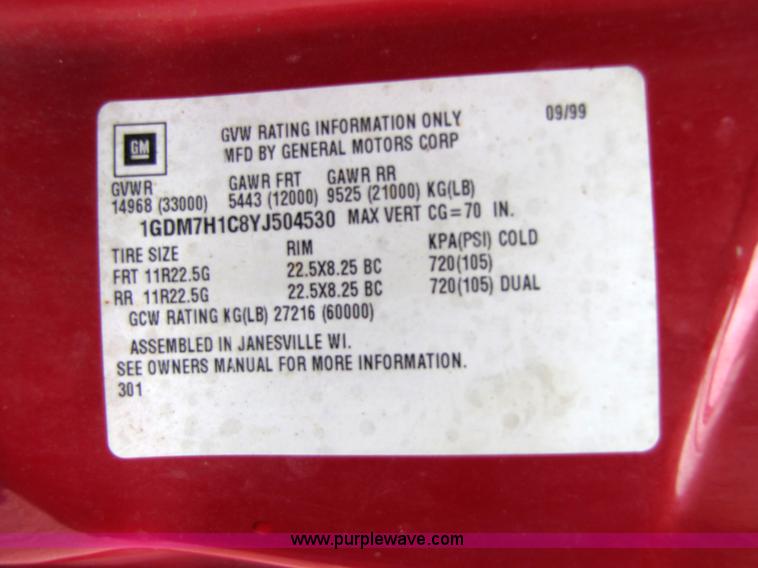 GM
GVW RATING INFORMATION ONLY 09/99
MFD BY GENERAL MOTORS CORP
GVWR GAWR FRT GAWR RR
14968 (33000) 5443 (12000) 9525 (21000) KG(LB)
1GDM7H1C8YJ504530 MAX VERT CG=70 IN.
TIRE SIZE RIM KPA(PSI) COLD
FRT 11R22.5G 22.5X8.25 BC 720(105)
RR 11R22.5G 22.5X8.25 BC 720(105) DUAL
GCW RATING KG(LB) 27216 (60000)
ASSEMBLED IN JANESVILLE WI.
SEE OWNERS MANUAL FOR MORE INFORMATION.
301
www.purplewave.com